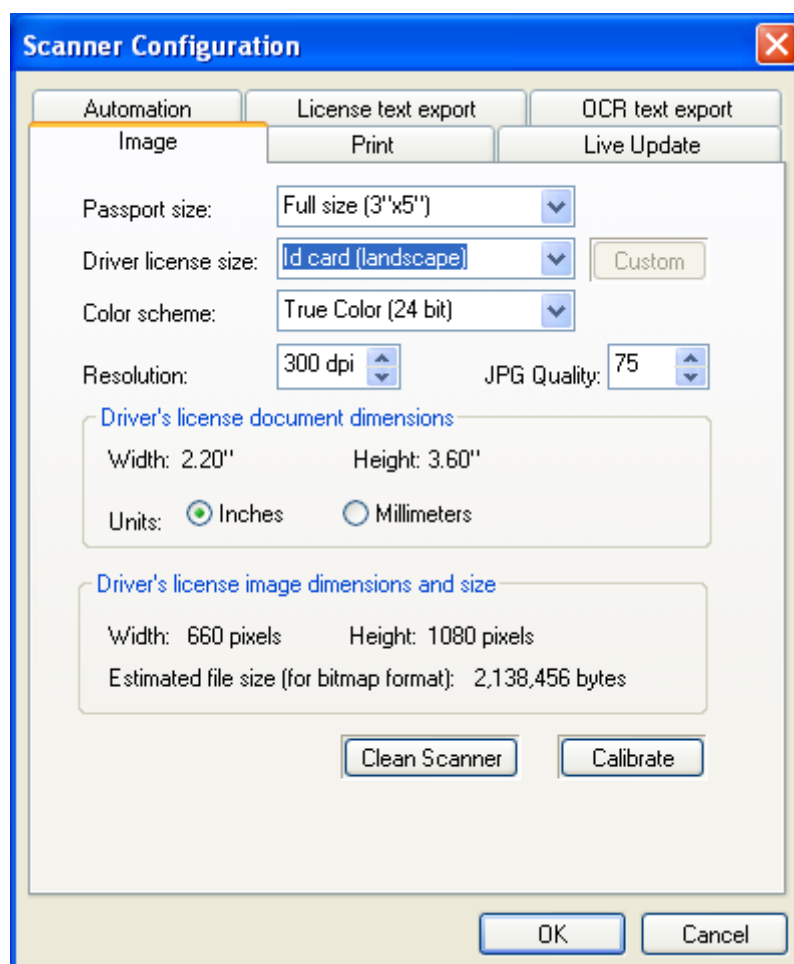 Scanner Configuration
Automation License text export OCR text export
Image Print Live Update
Passport size: Full size (3"x5")
Driver license size: Id card (landscape) Custom
Color scheme: True Color (24 bit)
Resolution: 300 dpi JPG Quality: 75
Driver's license document dimensions
Width: 2.20" Height: 3.60"
Units: Inches Millimeters
Driver's license image dimensions and size
Width: 660 pixels Height: 1080 pixels
Estimated file size (for bitmap format): 2,138,456 bytes
Clean Scanner Calibrate
OK Cancel